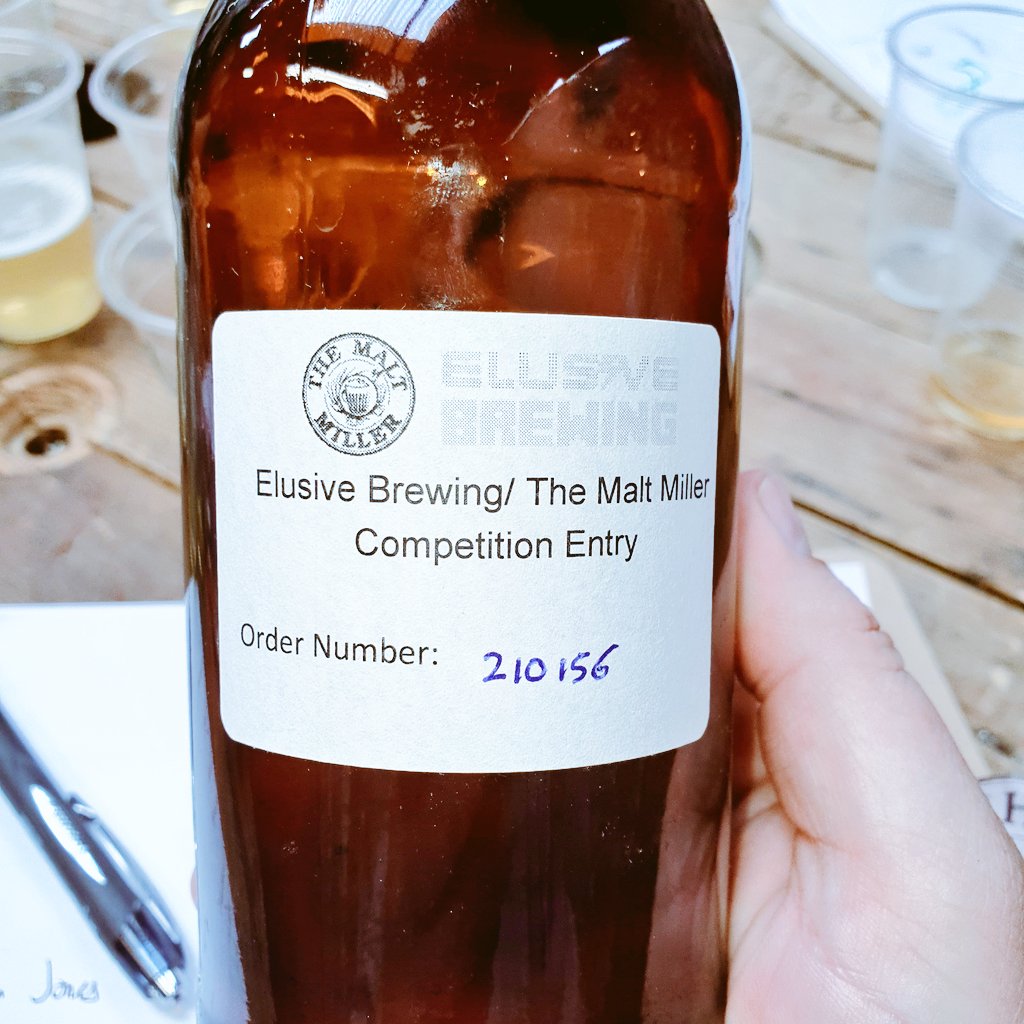 THE MALT
MILLER
ELUSIVE
BREWING
Elusive Brewing/ The Malt Miller
Competition Entry
Order Number: 210156
Jones
H